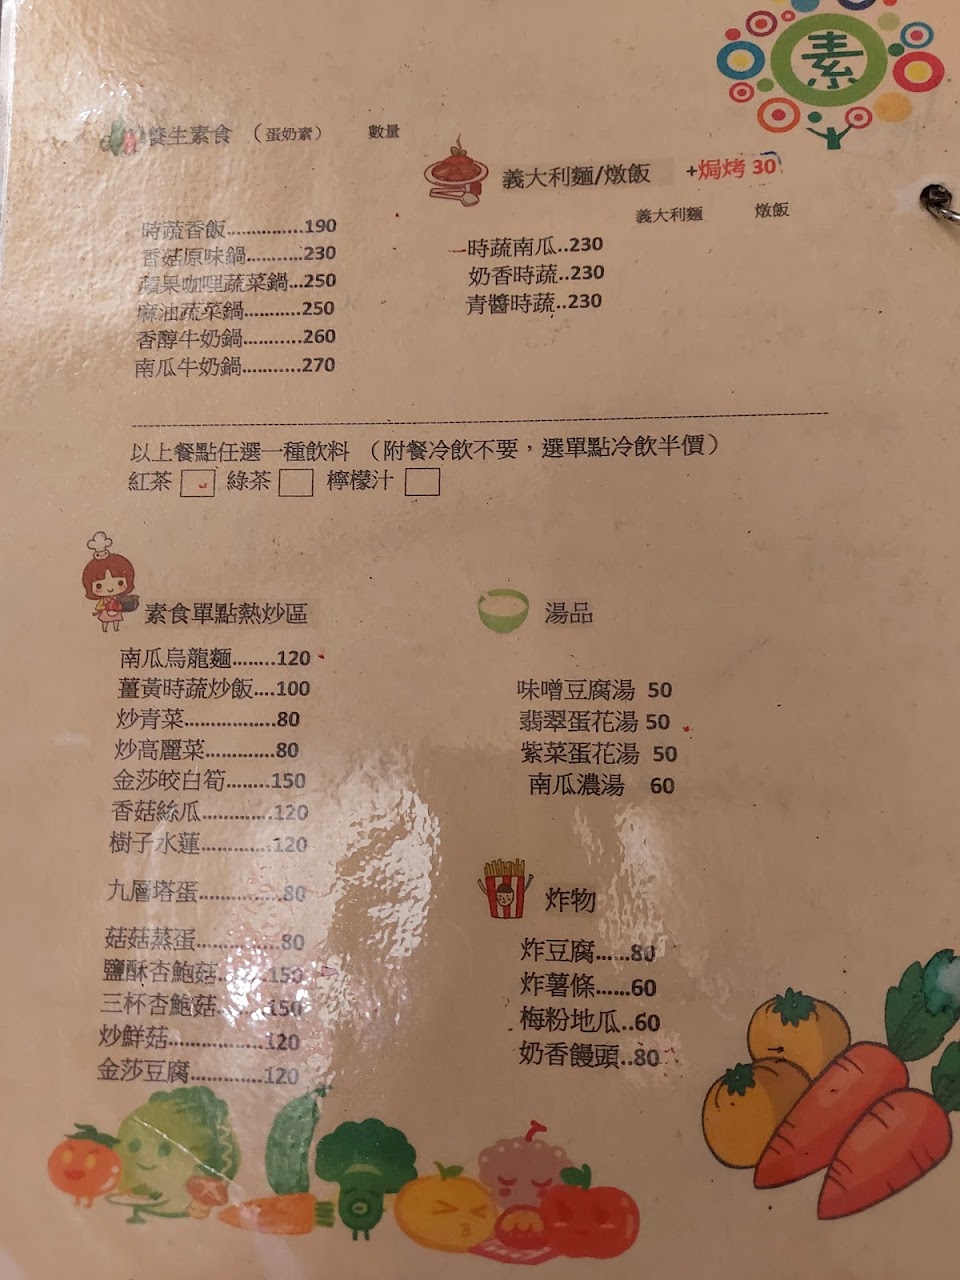 素
養生素食 （蛋奶素） 數量
時蔬香飯..............190
香菇原味鍋..........230
蘋果咖哩蔬菜鍋...250
麻油蔬菜鍋...........250
香醇牛奶鍋...........260
南瓜牛奶鍋...........270
義大利麵/燉飯 +焗烤 30
義大利麵 燉飯
時蔬南瓜..230
奶香時蔬..230
青醬時蔬..230
以上餐點任選一種飲料 （附餐冷飲不要，選單點冷飲半價）
紅茶 綠茶 檸檬汁
素食單點熱炒區
南瓜烏龍麵........120
薑黃時蔬炒飯....100
炒青菜.................80
炒高麗菜.............80
金莎皎白筍........150
香菇絲瓜.............120
樹子水蓮.............120
九層塔蛋...............80
菇菇蒸蛋...............80
鹽酥杏鮑菇.........150
三杯杏鮑菇.........150
炒鮮菇.................120
金莎豆腐.............120
湯品
味噌豆腐湯 50
翡翠蛋花湯 50
紫菜蛋花湯 50
南瓜濃湯 60
炸物
炸豆腐......80
炸薯條......60
梅粉地瓜..60
奶香饅頭..80